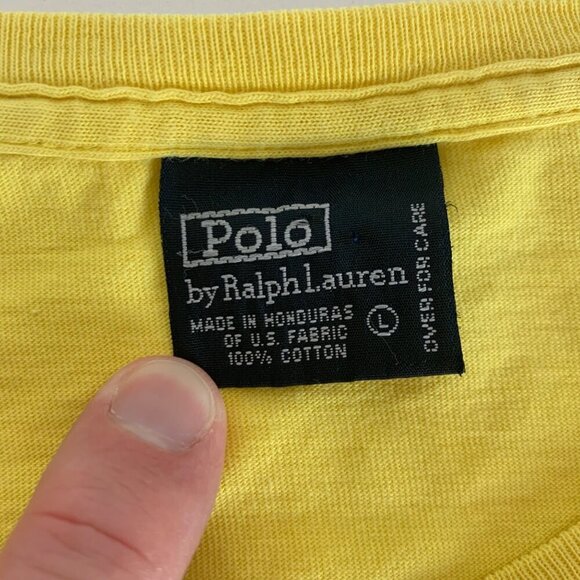 Polo
by Ralph Lauren
MADE IN HONDURAS
OF U.S. FABRIC
100% COTTON
L
OVER FOR CARE